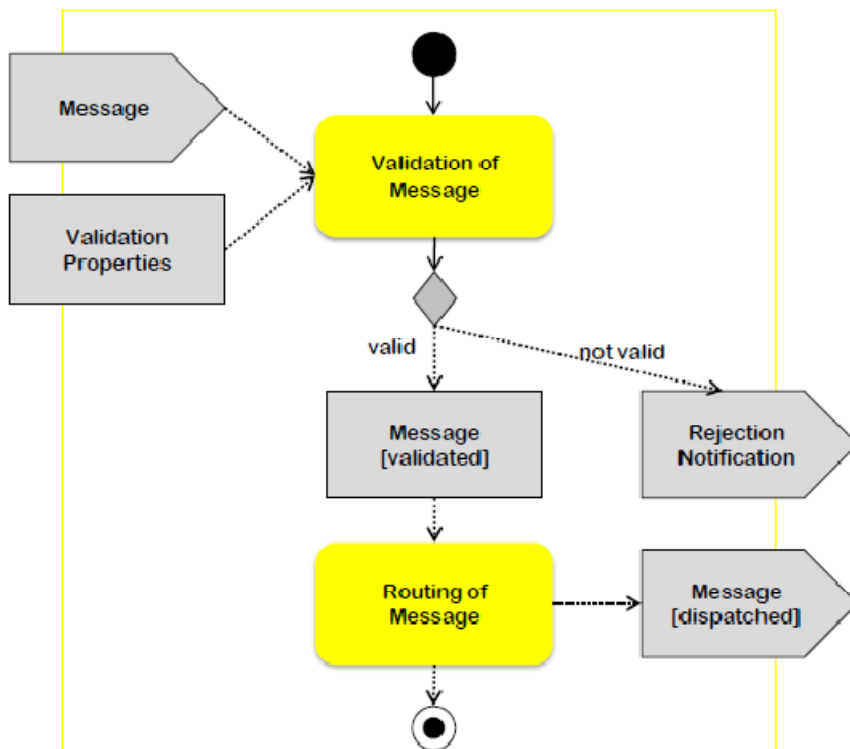 Message
Validation of
Message
Validation
Properties
valid
not valid
Message
[validated]
Rejection
Notification
Routing of
Message
Message
[dispatched]